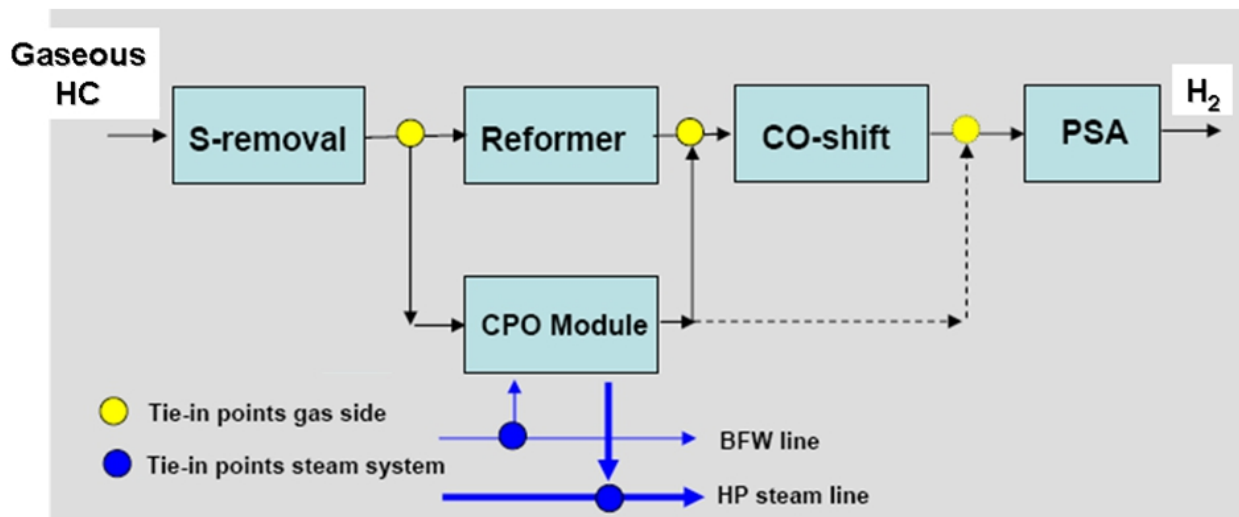 Gaseous
HC
S-removal
Reformer
CO-shift
PSA
H₂
CPO Module
Tie-in points gas side
Tie-in points steam system
BFW line
HP steam line